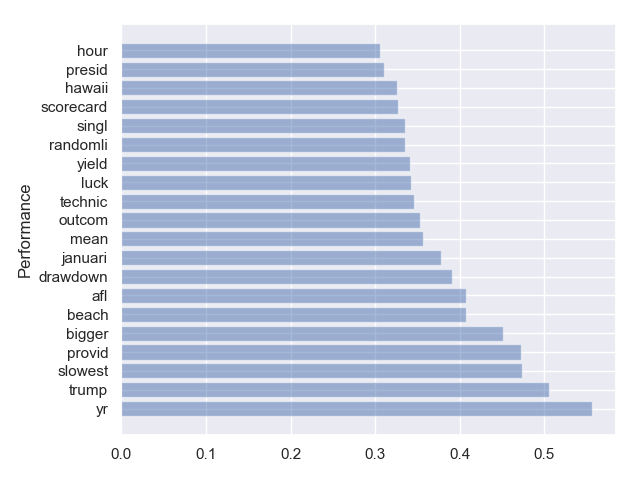 hour
presid
hawaii
scorecard
singl
randomli
yield
luck
technic
outcom
mean
januari
drawdown
afl
beach
bigger
provid
slowest
trump
yr
Performance
0.0 0.1 0.2 0.3 0.4 0.5